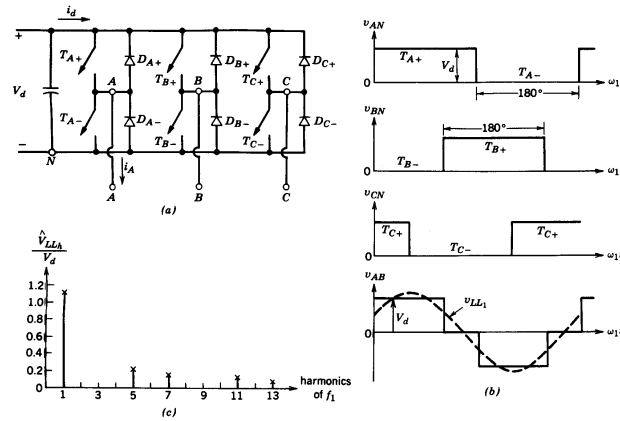 i_d
+
V_d
−
N
T_A+
A
D_A+
T_B+
B
D_B+
T_C+
C
D_C+
T_A−
D_A−
T_B−
D_B−
T_C−
D_C−
i_A
A
B
C
(a)
V̂_LLh
V_d
1.2
1.0
0.8
0.6
0.4
0.2
0
1 3 5 7 9 11 13
harmonics
of f_1
(c)
v_AN
T_A+
V_d
T_A−
180°
0
ω_1
v_BN
180°
T_B−
T_B+
0
ω_1
v_CN
T_C+
T_C−
T_C+
0
ω_1
v_AB
v_LL1
V_d
0
ω_1
(b)